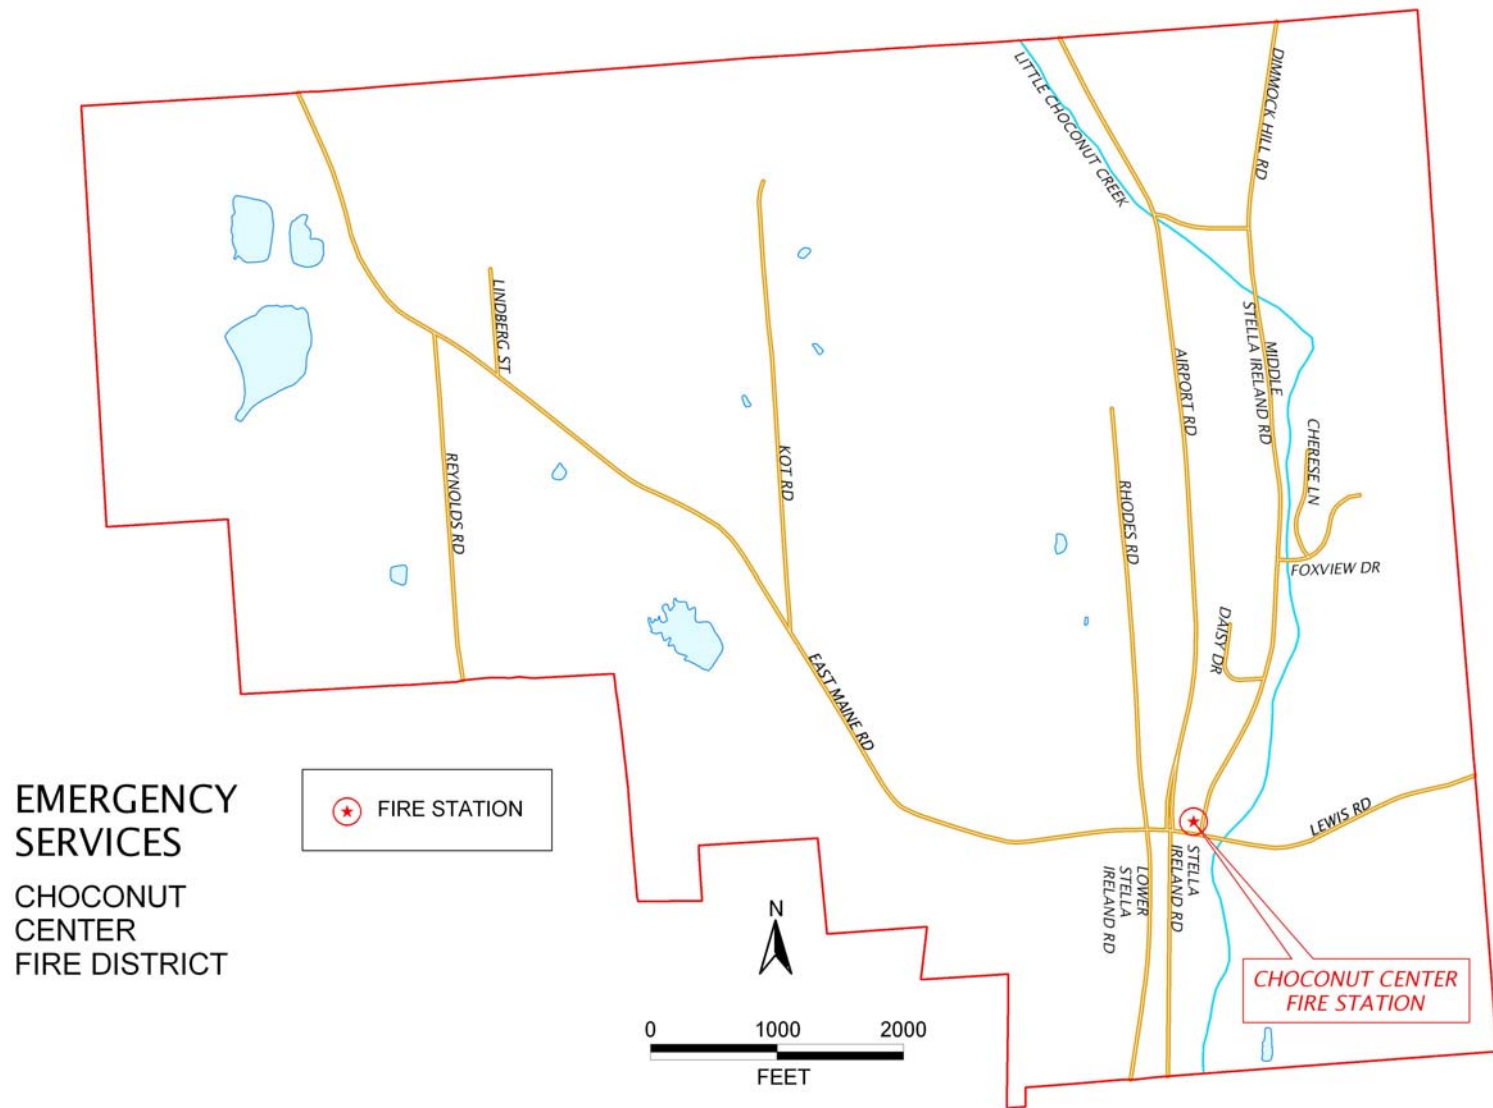 LITTLE CHOCONUT CREEK
DIMMOCK HILL RD
LINDBERG ST
MIDDLE
STELLA IRELAND RD
AIRPORT RD
CHERESE LN
KOT RD
REYNOLDS RD
RHODES RD
FOXVIEW DR
DAISY DR
EAST MAINE RD
LEWIS RD
STELLA
IRELAND RD
LOWER
STELLA
IRELAND RD
EMERGENCY
SERVICES
CHOCONUT
CENTER
FIRE DISTRICT
FIRE STATION
N
0 1000 2000
FEET
CHOCONUT CENTER
FIRE STATION